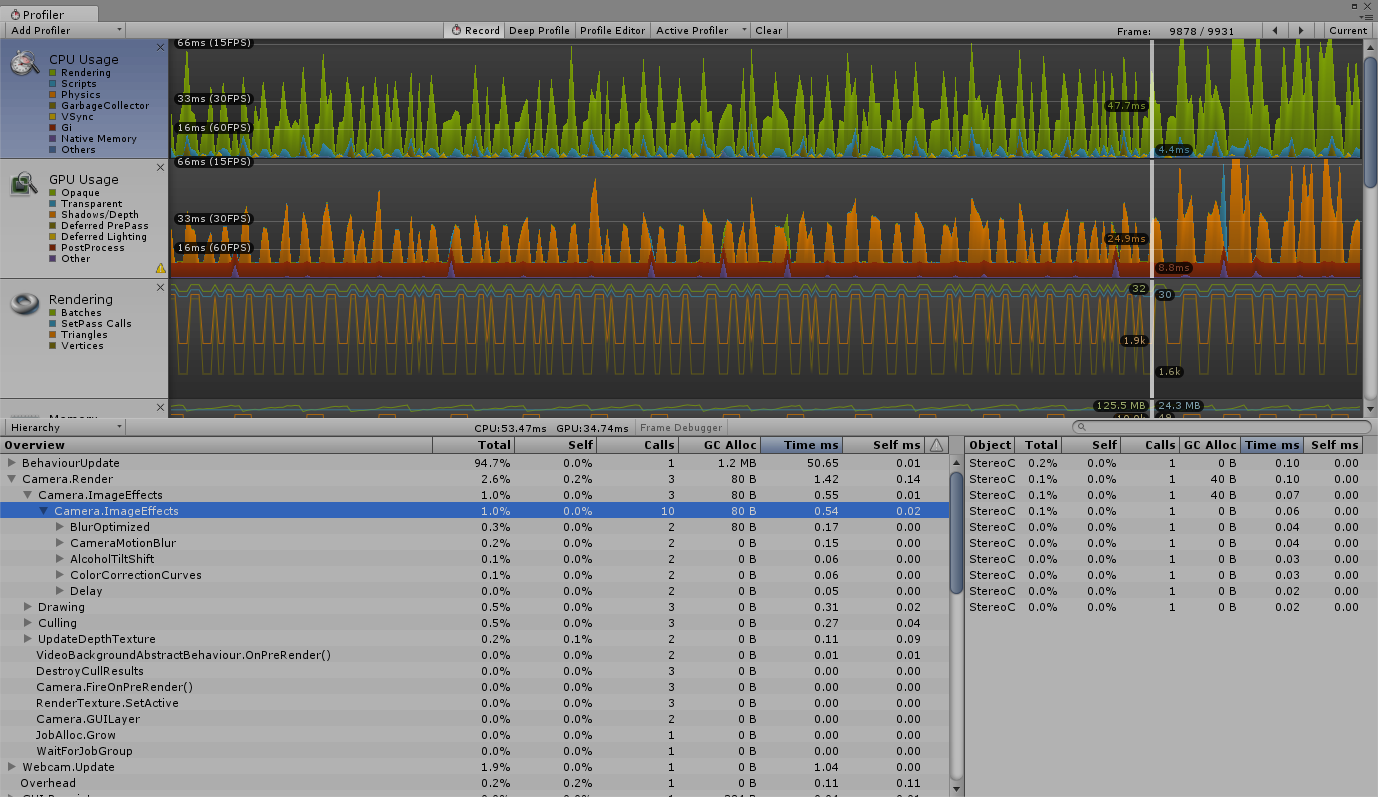 Profiler
Add Profiler Record Deep Profile Profile Editor Active Profiler Clear Frame: 9878 / 9931 Current
CPU Usage
Rendering
Scripts
Physics
GarbageCollector
VSync
Gi
Native Memory
Others
66ms (15FPS)
33ms (30FPS)
16ms (60FPS)
47.7ms
4.4ms
GPU Usage
Opaque
Transparent
Shadows/Depth
Deferred PrePass
Deferred Lighting
PostProcess
Other
66ms (15FPS)
33ms (30FPS)
16ms (60FPS)
24.9ms
8.8ms
Rendering
Batches
SetPass Calls
Triangles
Vertices
32
30
1.9k
1.6k
Memory
125.5 MB 24.3 MB
Hierarchy CPU:53.47ms GPU:34.74ms Frame Debugger
Overview Total Self Calls GC Alloc Time ms Self ms Object Total Self Calls GC Alloc Time ms Self ms
BehaviourUpdate 94.7% 0.0% 1 1.2 MB 50.65 0.01 StereoC 0.2% 0.0% 1 0 B 0.10 0.00
Camera.Render 2.6% 0.2% 3 80 B 1.42 0.14 StereoC 0.1% 0.0% 1 40 B 0.10 0.00
Camera.ImageEffects 1.0% 0.0% 3 80 B 0.55 0.01 StereoC 0.1% 0.0% 1 40 B 0.07 0.00
Camera.ImageEffects 1.0% 0.0% 10 80 B 0.54 0.02 StereoC 0.1% 0.0% 1 0 B 0.06 0.00
BlurOptimized 0.3% 0.0% 2 80 B 0.17 0.00 StereoC 0.0% 0.0% 1 0 B 0.04 0.00
CameraMotionBlur 0.2% 0.0% 2 0 B 0.15 0.00 StereoC 0.0% 0.0% 1 0 B 0.04 0.00
AlcoholTiltShift 0.1% 0.0% 2 0 B 0.06 0.00 StereoC 0.0% 0.0% 1 0 B 0.03 0.00
ColorCorrectionCurves 0.1% 0.0% 2 0 B 0.06 0.00 StereoC 0.0% 0.0% 1 0 B 0.03 0.00
Delay 0.1% 0.0% 2 0 B 0.05 0.00 StereoC 0.0% 0.0% 1 0 B 0.02 0.00
Drawing 0.5% 0.0% 3 0 B 0.31 0.02 StereoC 0.0% 0.0% 1 0 B 0.02 0.00
Culling 0.5% 0.0% 3 0 B 0.27 0.04
UpdateDepthTexture 0.2% 0.1% 2 0 B 0.11 0.09
VideoBackgroundAbstractBehaviour.OnPreRender() 0.0% 0.0% 2 0 B 0.01 0.01
DestroyCullResults 0.0% 0.0% 3 0 B 0.00 0.00
Camera.FireOnPreRender() 0.0% 0.0% 3 0 B 0.00 0.00
RenderTexture.SetActive 0.0% 0.0% 3 0 B 0.00 0.00
Camera.GUILayer 0.0% 0.0% 2 0 B 0.00 0.00
JobAlloc.Grow 0.0% 0.0% 1 0 B 0.00 0.00
WaitForJobGroup 0.0% 0.0% 1 0 B 0.00 0.00
Webcam.Update 1.9% 0.0% 1 0 B 1.04 0.00
Overhead 0.2% 0.2% 1 0 B 0.11 0.11